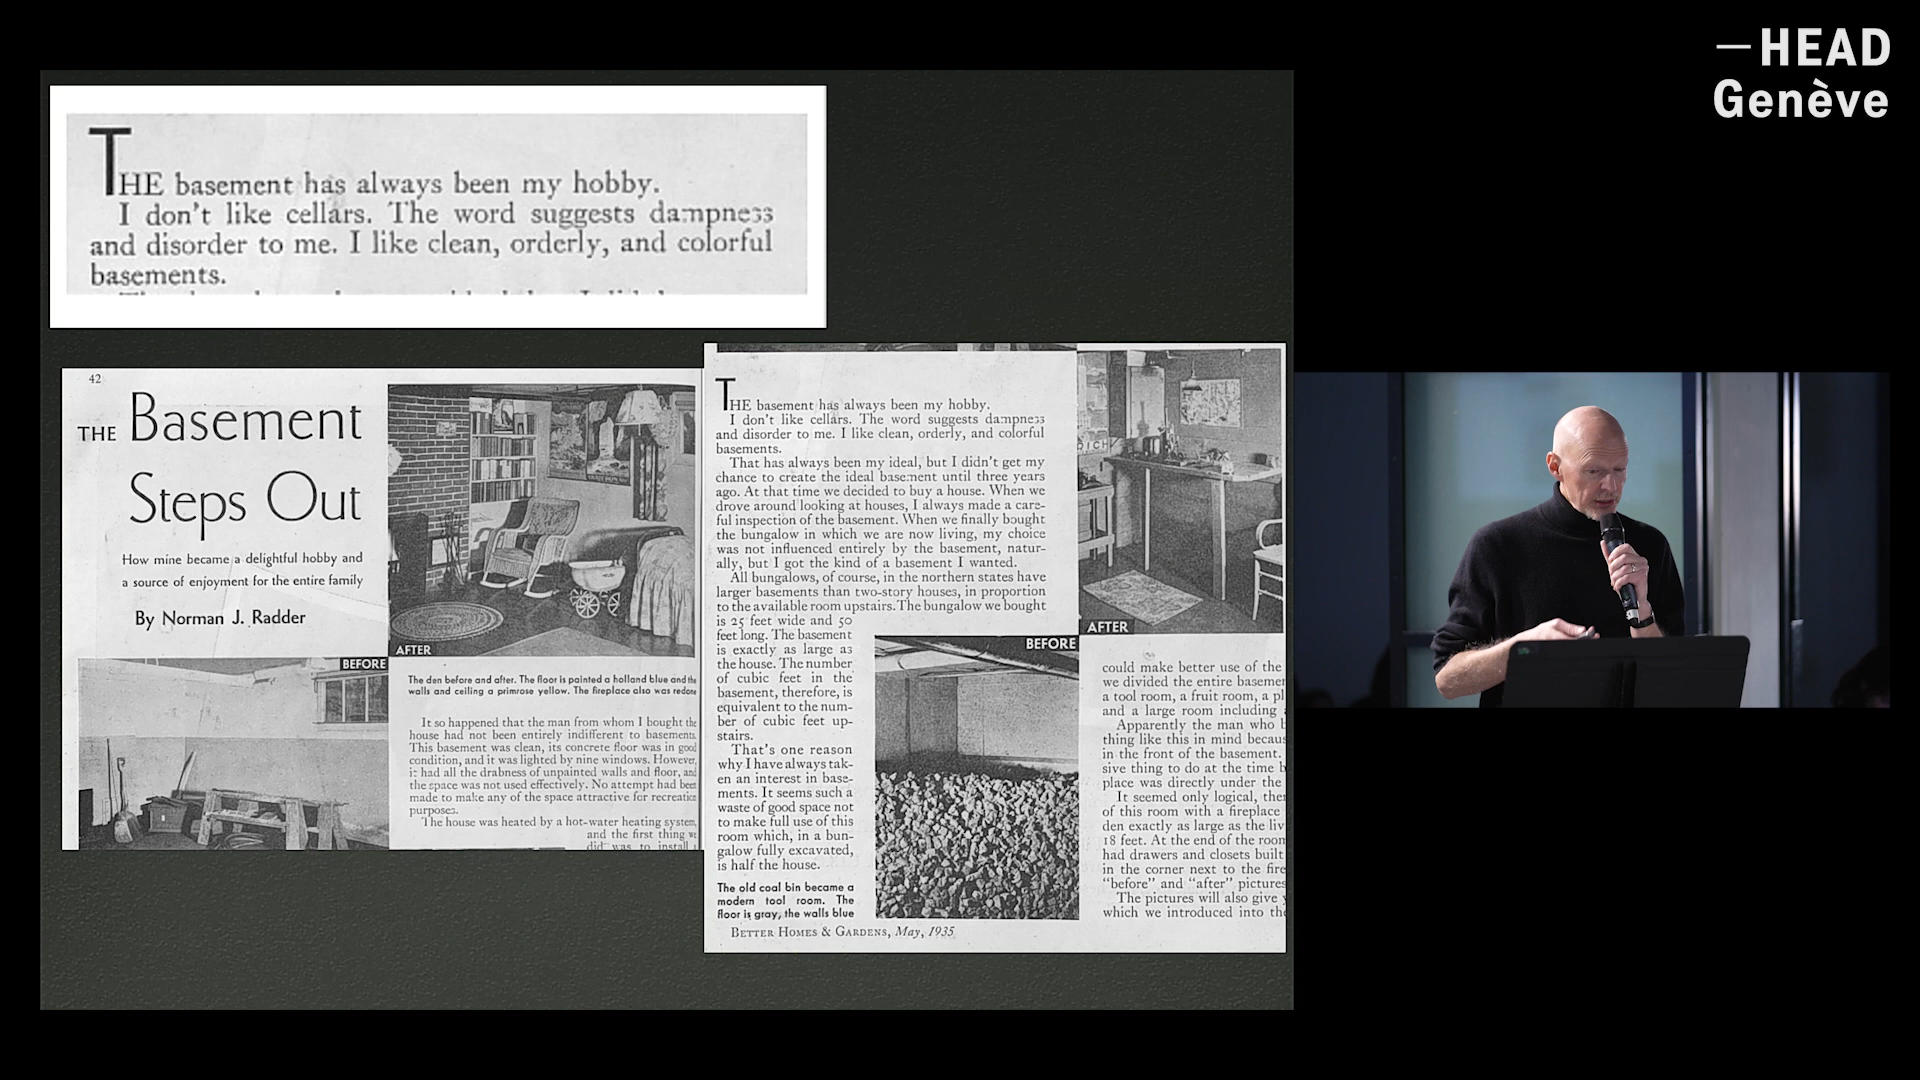 —HEAD
Genève
THE basement has always been my hobby.
I don't like cellars. The word suggests dampness
and disorder to me. I like clean, orderly, and colorful
basements.
42
THE Basement
Steps Out
How mine became a delightful hobby and
a source of enjoyment for the entire family
By Norman J. Radder
BEFORE
AFTER
The den before and after. The floor is painted a holland blue and the
walls and ceiling a primrose yellow. The fireplace also was redone
It so happened that the man from whom I bought the
house had not been entirely indifferent to basements.
This basement was clean, its concrete floor was in good
condition, and it was lighted by nine windows. However,
it had all the drabness of unpainted walls and floor, and
the space was not used effectively. No attempt had been
made to make any of the space attractive for recreation
purposes.
The house was heated by a hot-water heating system,
and the first thing we
did was to install
THE basement has always been my hobby.
I don't like cellars. The word suggests dampness
and disorder to me. I like clean, orderly, and colorful
basements.
That has always been my ideal, but I didn't get my
chance to create the ideal basement until three years
ago. At that time we decided to buy a house. When we
drove around looking at houses, I always made a care-
ful inspection of the basement. When we finally bought
the bungalow in which we are now living, my choice
was not influenced entirely by the basement, natur-
ally, but I got the kind of a basement I wanted.
All bungalows, of course, in the northern states have
larger basements than two-story houses, in proportion
to the available room upstairs. The bungalow we bought
is 25 feet wide and 50
feet long. The basement
is exactly as large as
the house. The number
of cubic feet in the
basement, therefore, is
equivalent to the num-
ber of cubic feet up-
stairs.
That's one reason
why I have always tak-
en an interest in base-
ments. It seems such a
waste of good space not
to make full use of this
room which, in a bun-
galow fully excavated,
is half the house.
The old coal bin became a
modern tool room. The
floor is gray, the walls blue
BETTER HOMES & GARDENS, May, 1935
AFTER
BEFORE
could make better use of the
we divided the entire basemen
a tool room, a fruit room, a pl
and a large room including
Apparently the man who b
thing like this in mind becaus
in the front of the basement.
sive thing to do at the time b
place was directly under the
It seemed only logical, the
of this room with a fireplace
den exactly as large as the liv
18 feet. At the end of the room
had drawers and closets built
in the corner next to the fire
"before" and "after" pictures
The pictures will also give y
which we introduced into the